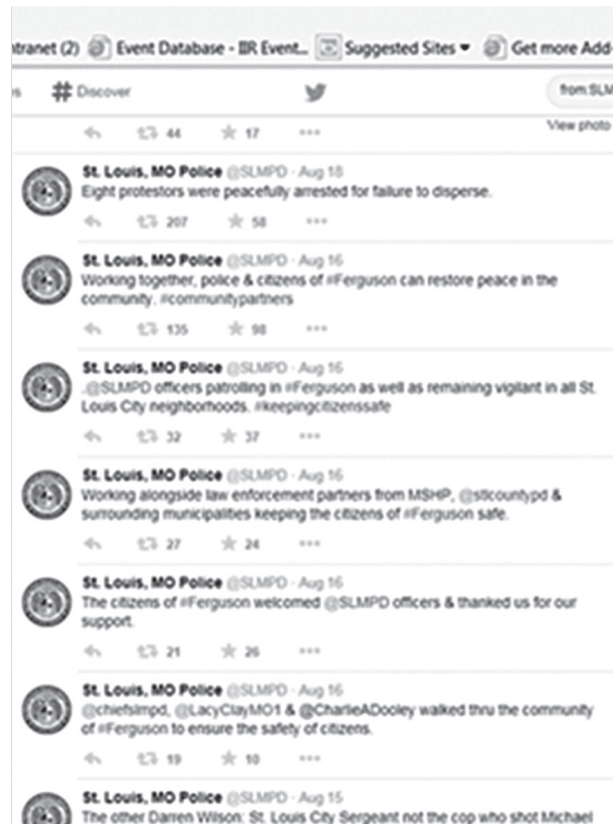 ntranet (2) Event Database - IIR Event... Suggested Sites Get more Add
# Discover from:SLM
44 17 View photo
St. Louis, MO Police @SLMPD · Aug 18
Eight protestors were peacefully arrested for failure to disperse.
207 58
St. Louis, MO Police @SLMPD · Aug 16
Working together, police & citizens of #Ferguson can restore peace in the
community. #communitypartners
135 98
St. Louis, MO Police @SLMPD · Aug 16
.@SLMPD officers patrolling in #Ferguson as well as remaining vigilant in all St.
Louis City neighborhoods. #keepingcitizenssafe
32 37
St. Louis, MO Police @SLMPD · Aug 16
Working alongside law enforcement partners from MSHP, @stlcountypd &
surrounding municipalities keeping the citizens of #Ferguson safe.
27 24
St. Louis, MO Police @SLMPD · Aug 16
The citizens of #Ferguson welcomed @SLMPD officers & thanked us for our
support.
21 26
St. Louis, MO Police @SLMPD · Aug 16
@chiefslmpd, @LacyClayMO1 & @CharlieADooley walked thru the community
of #Ferguson to ensure the safety of citizens.
19 10
St. Louis, MO Police @SLMPD · Aug 15
The other Darren Wilson: St. Louis City Sergeant not the cop who shot Michael